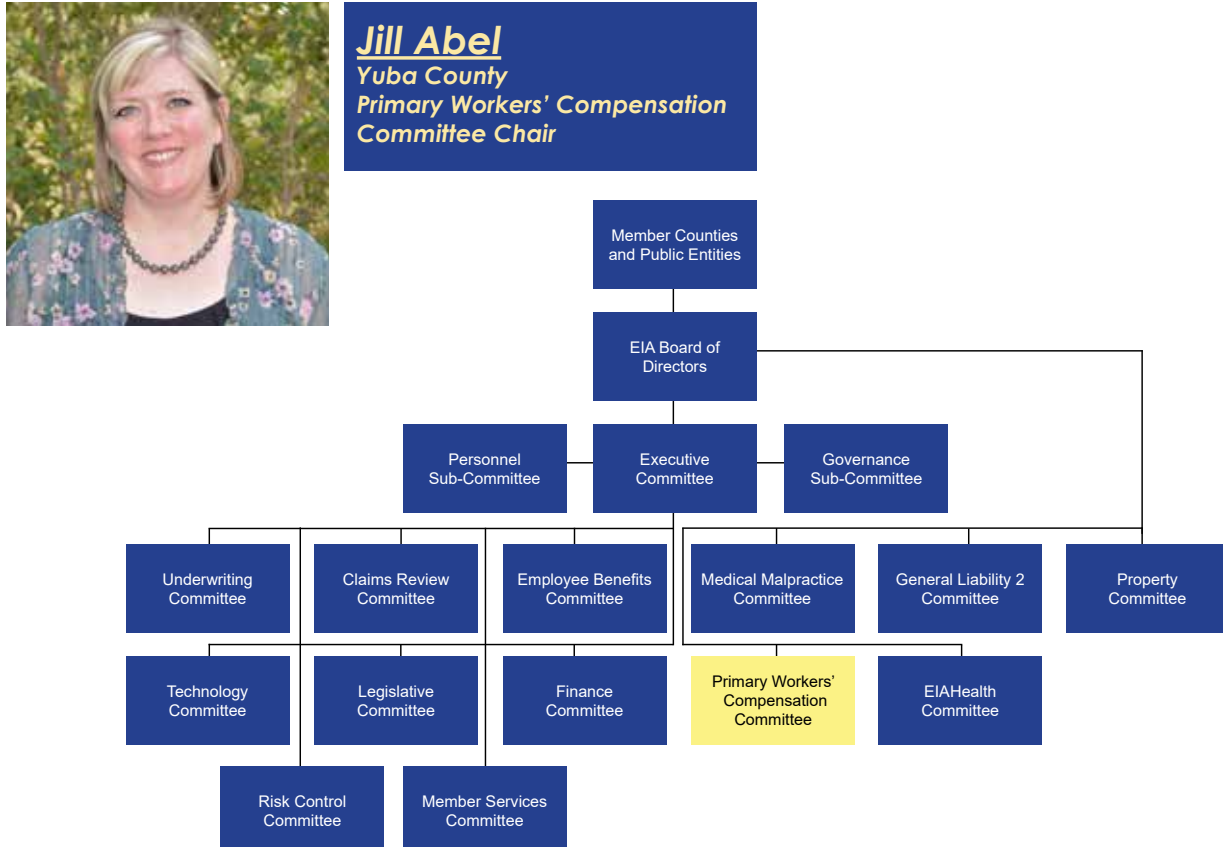 Jill Abel
Yuba County
Primary Workers’ Compensation
Committee Chair
Member Counties
and Public Entities
EIA Board of
Directors
Personnel
Sub-Committee
Executive
Committee
Governance
Sub-Committee
Underwriting
Committee
Claims Review
Committee
Employee Benefits
Committee
Medical Malpractice
Committee
General Liability 2
Committee
Property
Committee
Technology
Committee
Legislative
Committee
Finance
Committee
Primary Workers’
Compensation
Committee
EIAHealth
Committee
Risk Control
Committee
Member Services
Committee